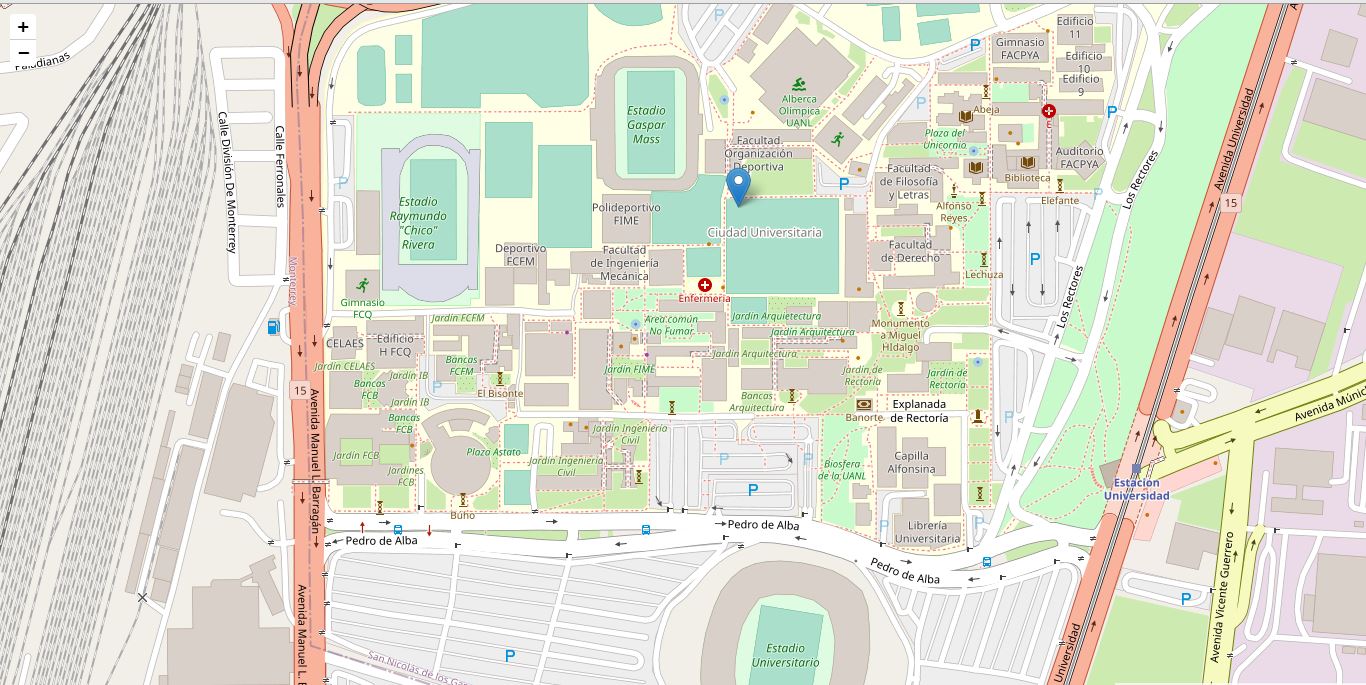 +
−
Edificio
11
Gimnasio
FACPYA
Edificio
10
Edificio
9
Alberca
Olímpica
UANL
Estadio
Gaspar
Mass
Abeja
E
Plaza del
Unicornio
Auditorio
FACPYA
Biblioteca
Elefante
Facultad
Organización
Deportiva
Facultad
de Filosofía
y Letras
Alfonso
Reyes
Calle División De Monterrey
Calle Ferronales
Los Rectores
Avenida Universidad
15
Estadio
Raymundo
"Chico"
Rivera
Polideportivo
FIME
Ciudad Universitaria
Deportivo
FCFM
Facultad
de Ingeniería
Mecánica
Facultad
de Derecho
Lechuza
P
Monterrey
Gimnasio
FCQ
Enfermería
Los Rectores
Jardín FCFM
Área común
No Fumar
Jardín Arquietectura
Jardín Arquitectura
Monumento
a Miguel
HIdalgo
CELAES
Edificio
H FCQ
Jardín CELAES
Jardín IB
Bancas
FCFM
Jardín Arquitectura
Jardín FIME
Jardín de
Rectoría
Jardín de
Rectoría
15
Bancas
FCB
El Bisonte
Jardín IB
Bancas
Arquitectura
Banorte
Explanada
de Rectoría
Bancas
FCB
Avenida Múnic
Jardín Ingeniería
Civil
Plaza Astato
Jardín FCB
Jardines
FCB
Jardín Ingeniería
Civil
Biosfera
de la UANL
Capilla
Alfonsina
Estación
Universidad
Avenida Manuel L. Barragán
P
Búho
Pedro de Alba
Librería
Universitaria
Pedro de Alba
Pedro de Alba
Avenida Vicente Guerrero
P
Avenida Manuel L. B
San Nicolás de los Gar
P
Estadio
Universitario
Universidad